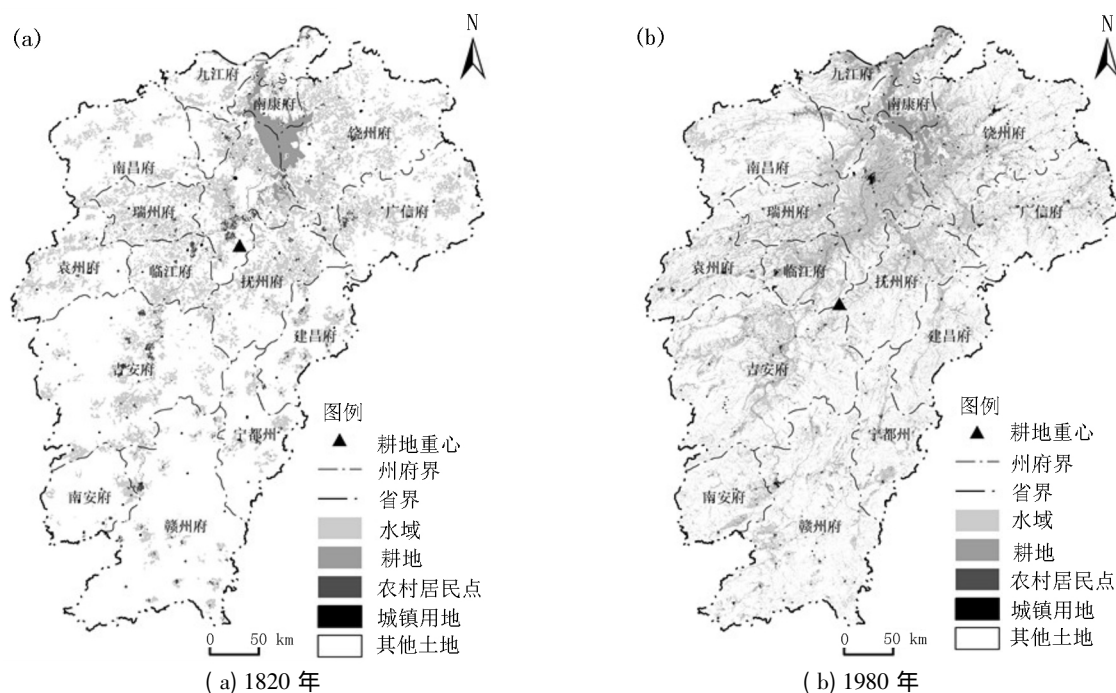 (a)
N
九江府
南康府
饶州府
南昌府
瑞州府
广信府
袁州府
临江府
抚州府
建昌府
吉安府
宁都州
南安府
赣州府
图例
耕地重心
州府界
省界
水域
耕地
农村居民点
城镇用地
其他土地
0 50 km
(a) 1820 年
(b)
N
九江府
南康府
饶州府
南昌府
瑞州府
广信府
袁州府
临江府
抚州府
建昌府
吉安府
宁都州
南安府
赣州府
图例
耕地重心
州府界
省界
水域
耕地
农村居民点
城镇用地
其他土地
0 50 km
(b) 1980 年